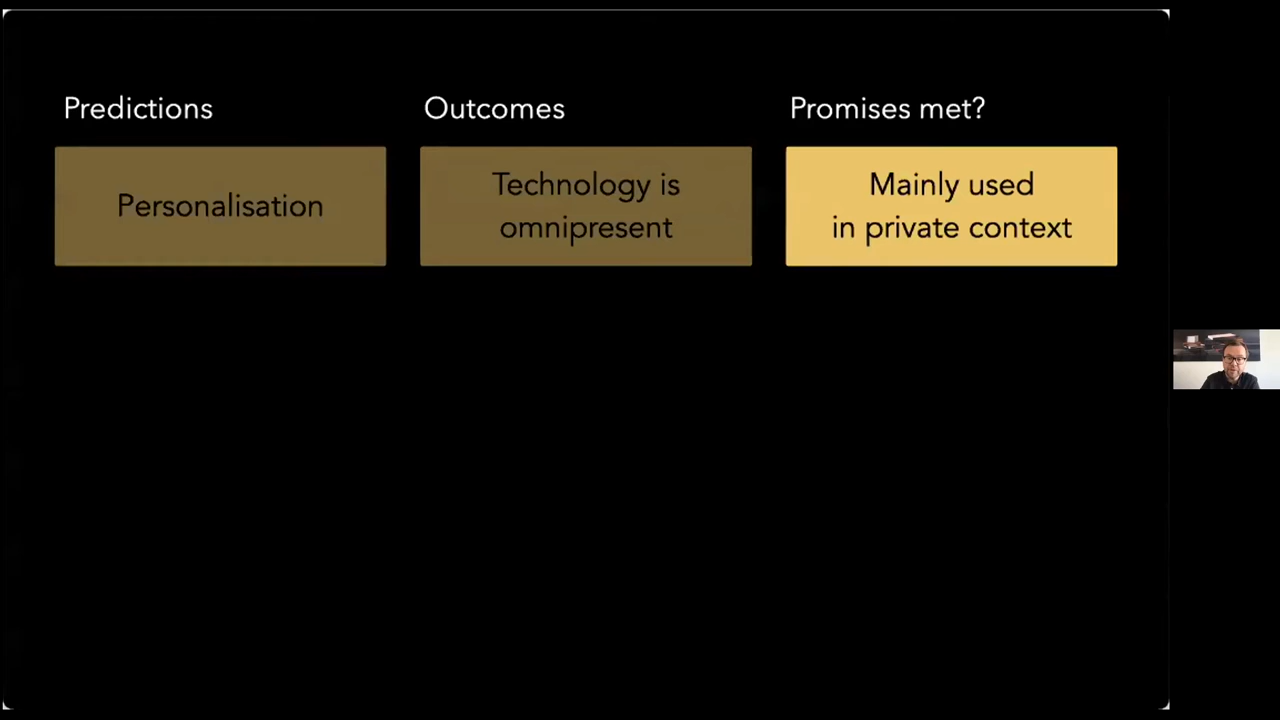 Predictions
Outcomes
Promises met?
Personalisation
Technology is
omnipresent
Mainly used
in private context